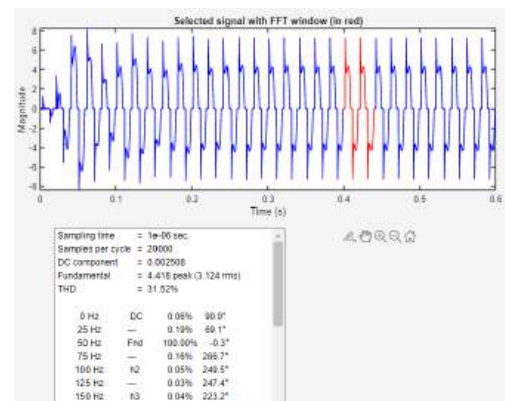 Selected signal with FFT window (in red)
8
6
4
2
0
-2
-4
-6
-8
Magnitude
0 0.1 0.2 0.3 0.4 0.5 0.6
Time (s)
Sampling time = 1e-06 sec.
Samples per cycle = 20000
DC component = 0.002508
Fundamental = 4.418 peak (3.124 rms)
THD = 31.52%
0 Hz DC 0.06% 90.0°
25 Hz — 0.19% 69.1°
50 Hz Fnd 100.00% -0.3°
75 Hz — 0.16% 266.7°
100 Hz h2 0.05% 249.5°
125 Hz — 0.03% 247.4°
150 Hz h3 0.04% 223.2°